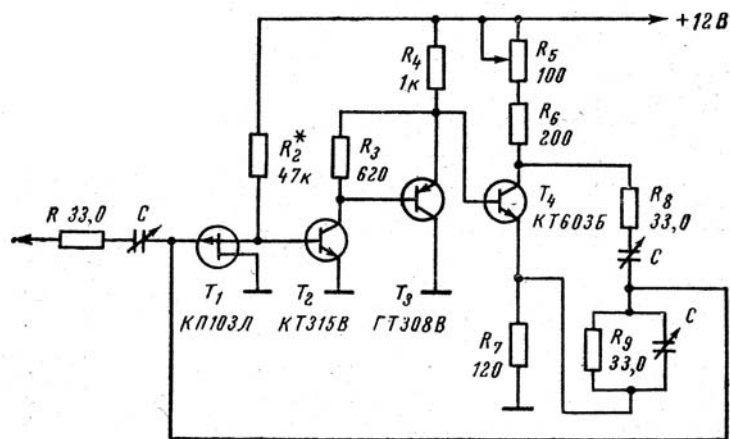 +12В
R4
1к
R5
100
R2*
47к
R3
620
R6
200
R 33,0
C
T4
КТ603Б
R8
33,0
C
T1
КП103Л
T2
КТ315В
T3
ГТ308В
R7
120
R9
33,0
C